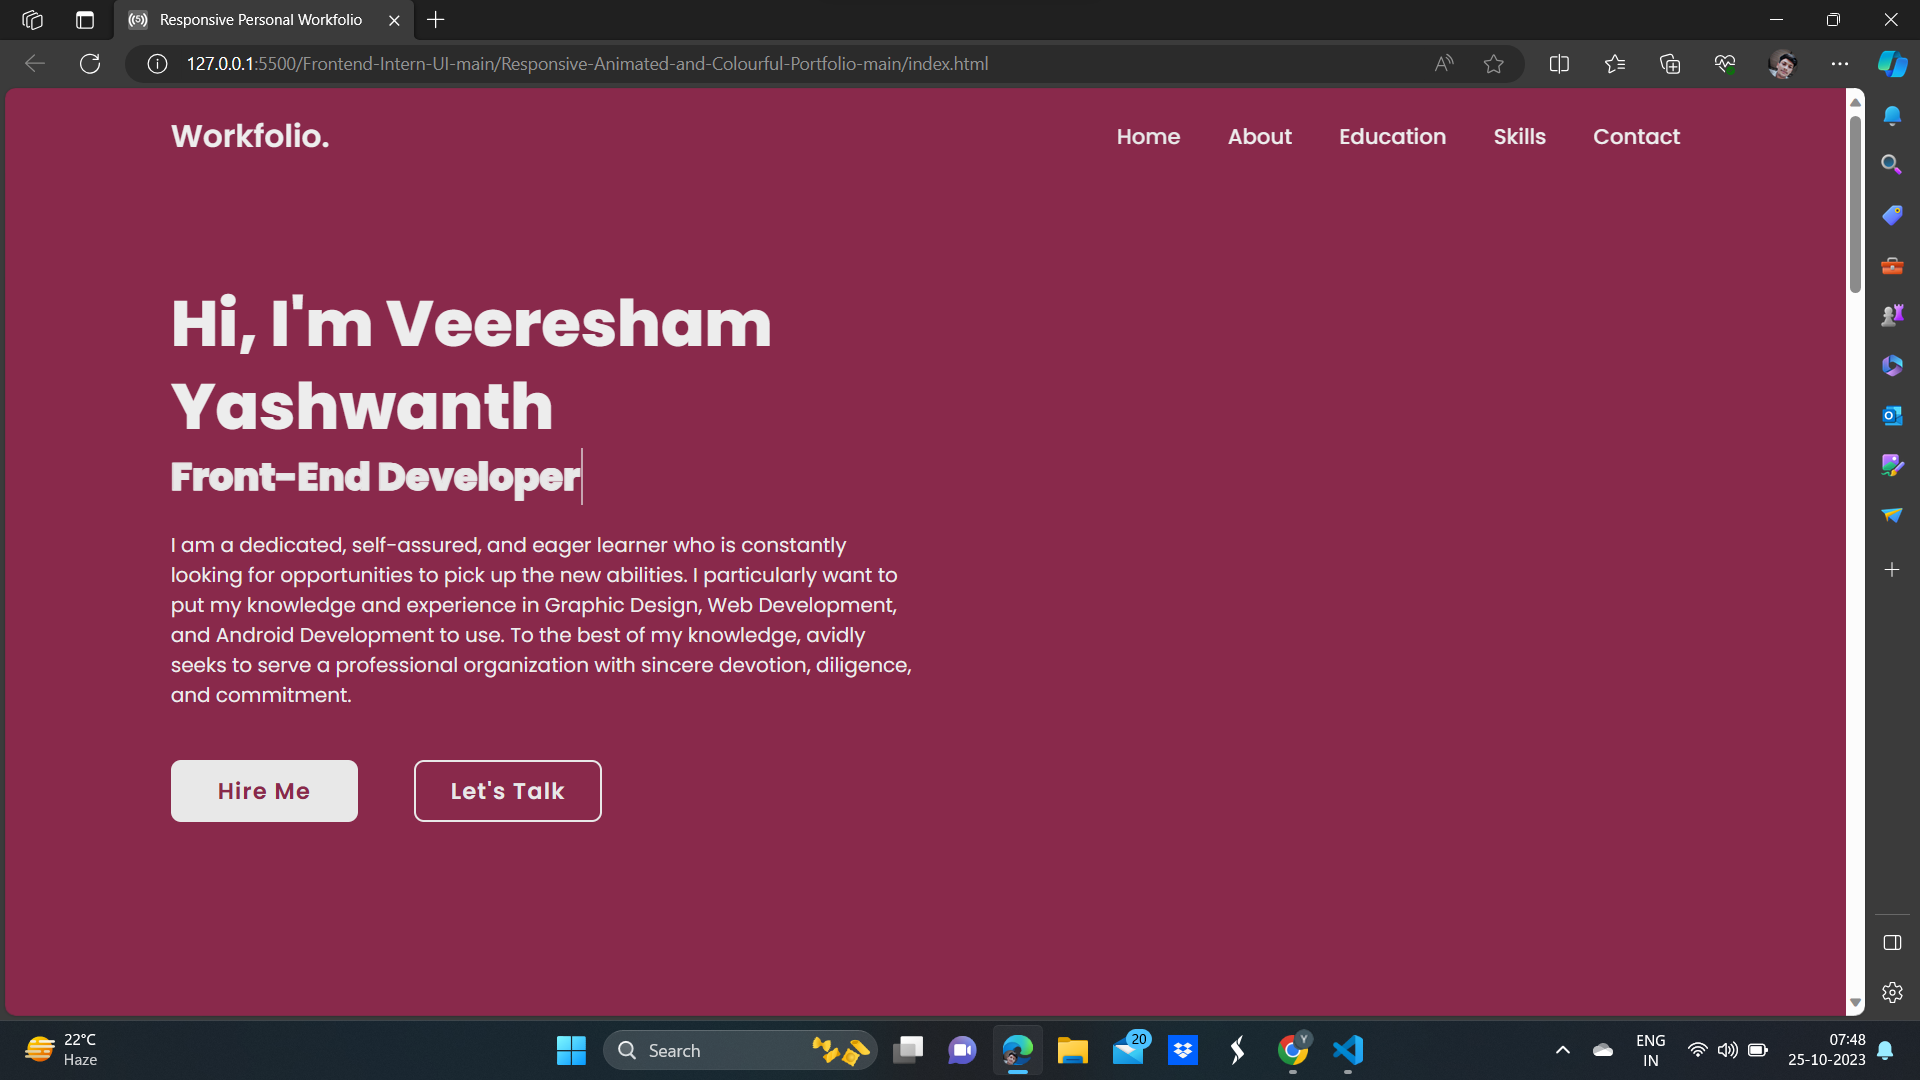 Responsive Personal Workfolio
127.0.0.1:5500/Frontend-Intern-UI-main/Responsive-Animated-and-Colourful-Portfolio-main/index.html
Workfolio.
Home About Education Skills Contact
Hi, I'm Veeresham
Yashwanth
Front-End Developer
I am a dedicated, self-assured, and eager learner who is constantly
looking for opportunities to pick up the new abilities. I particularly want to
put my knowledge and experience in Graphic Design, Web Development,
and Android Development to use. To the best of my knowledge, avidly
seeks to serve a professional organization with sincere devotion, diligence,
and commitment.
Hire Me Let's Talk
22°C
Haze
Search
20
Y
ENG
IN
07:48
25-10-2023